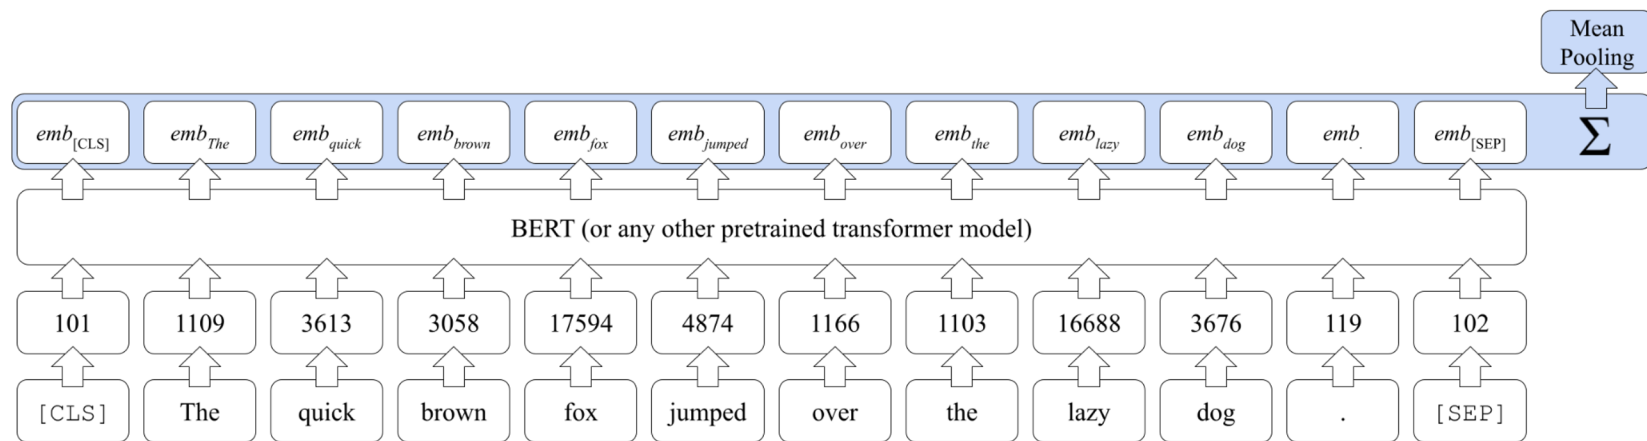 Mean
Pooling
emb[CLS] embThe embquick embbrown embfox embjumped embover embthe emblazy embdog emb. emb[SEP] Σ
BERT (or any other pretrained transformer model)
101 1109 3613 3058 17594 4874 1166 1103 16688 3676 119 102
[CLS] The quick brown fox jumped over the lazy dog . [SEP]